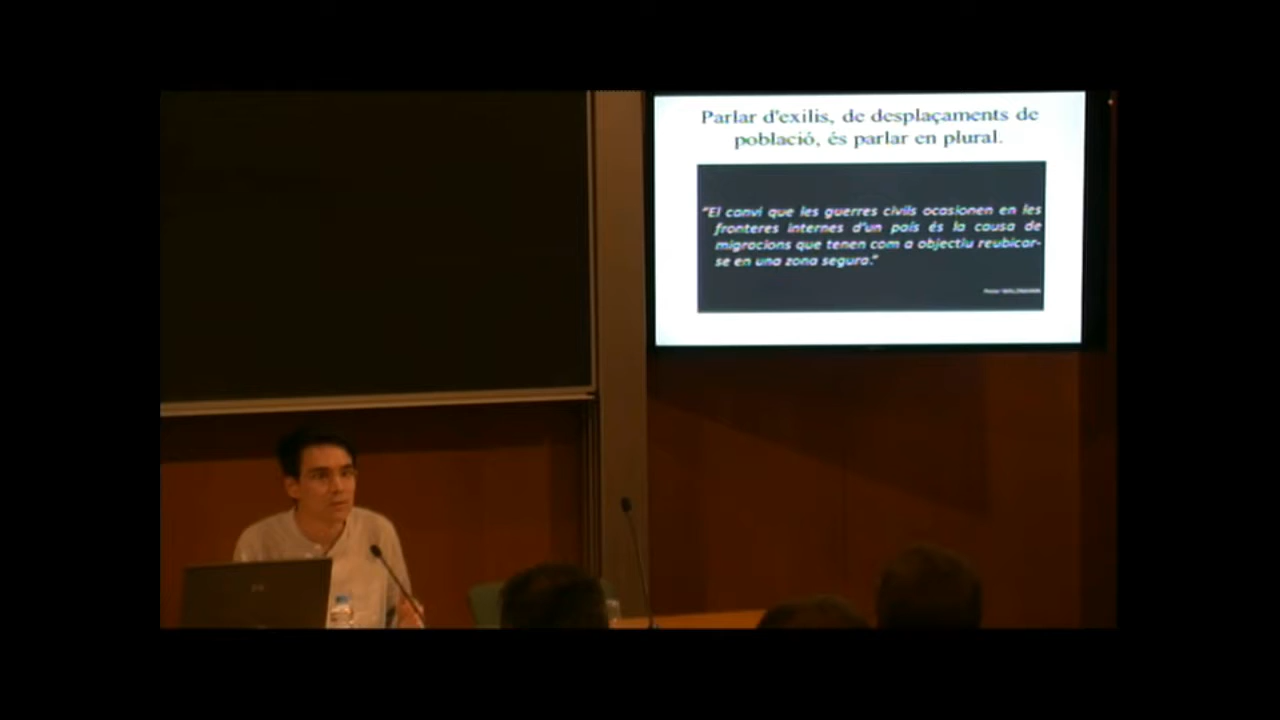 Parlar d'exilis, de desplaçaments de
població, és parlar en plural.
"El canvi que les guerres civils ocasionen en les
fronteres internes d'un país és la causa de
migracions que tenen com a objectiu reubicar-
se en una zona segura."